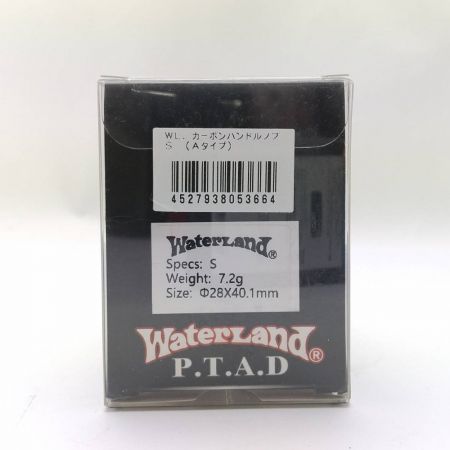 WL. カーボンハンドルノブ
S (Aタイプ)
4527938053664
WaterLand®
Specs: S
Weight: 7.2g
Size: Φ28X40.1mm
WaterLand®
P.T.A.D